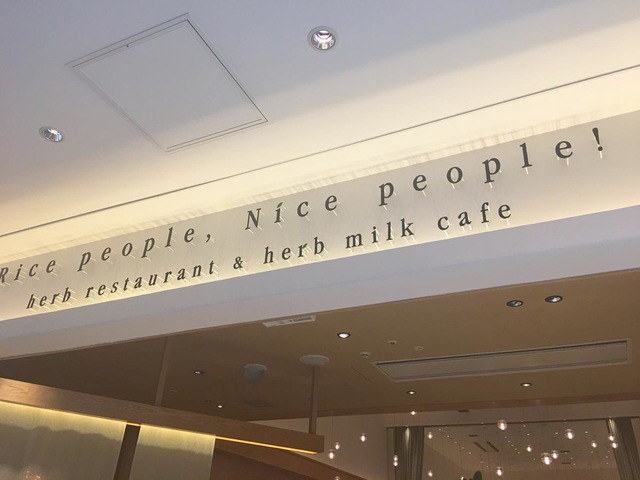 Rice people, Nice people!
herb restaurant & herb milk cafe